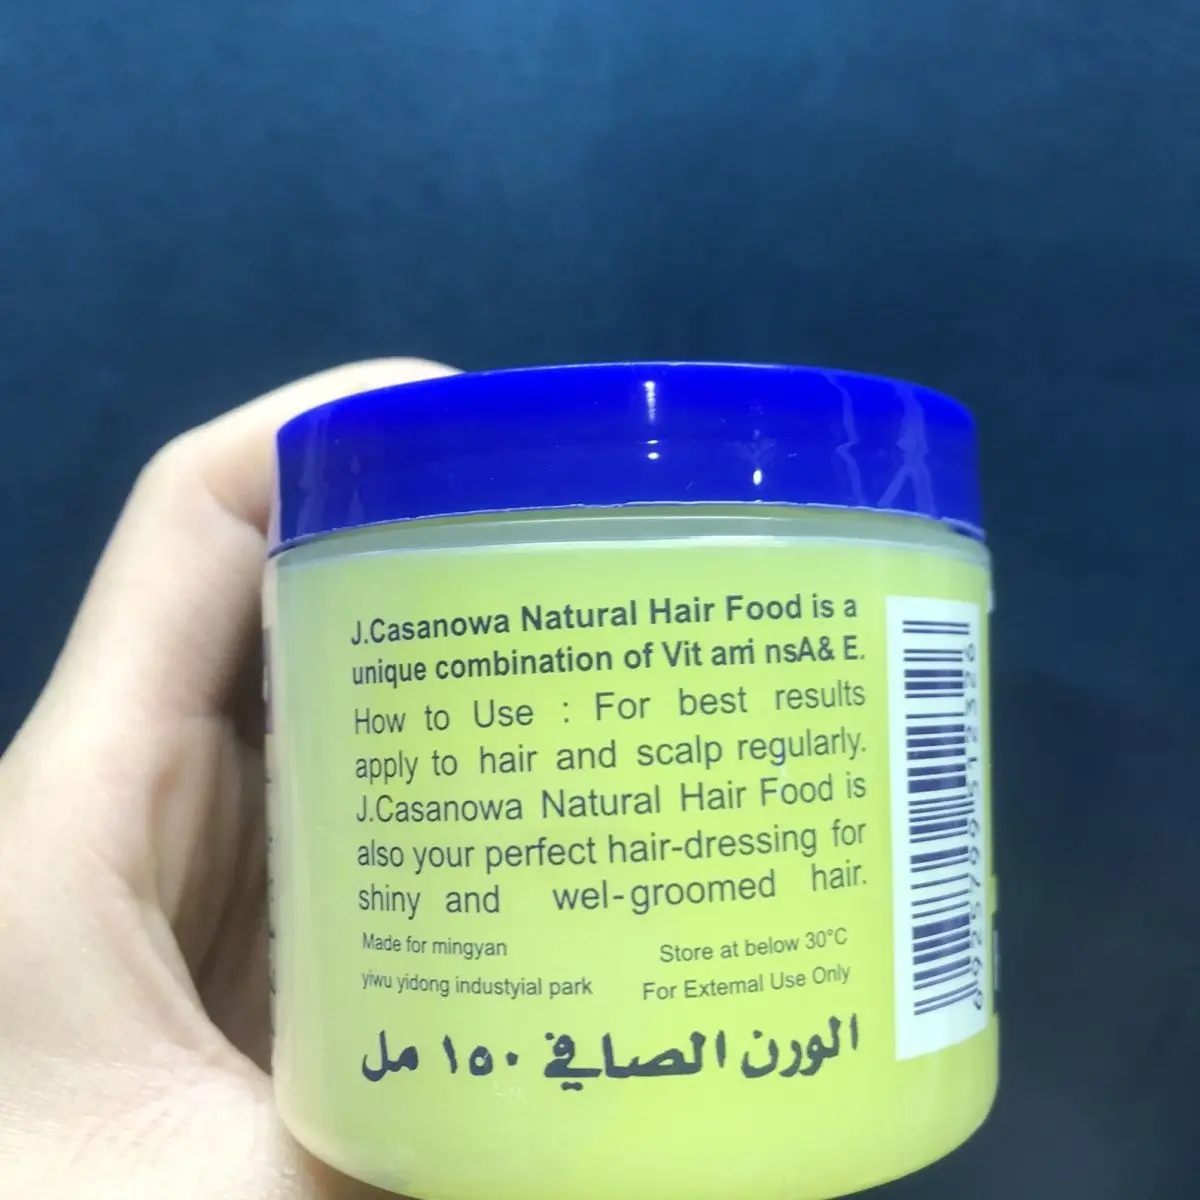 J.Casanowa Natural Hair Food is a
unique combination of Vit ami nsA& E.
How to Use : For best results
apply to hair and scalp regularly.
J.Casanowa Natural Hair Food is
also your perfect hair-dressing for
shiny and wel-groomed hair.
Made for mingyan
yiwu yidong industyial park
Store at below 30°C
For Extemal Use Only
الورن الصافي ١٥٠ مل